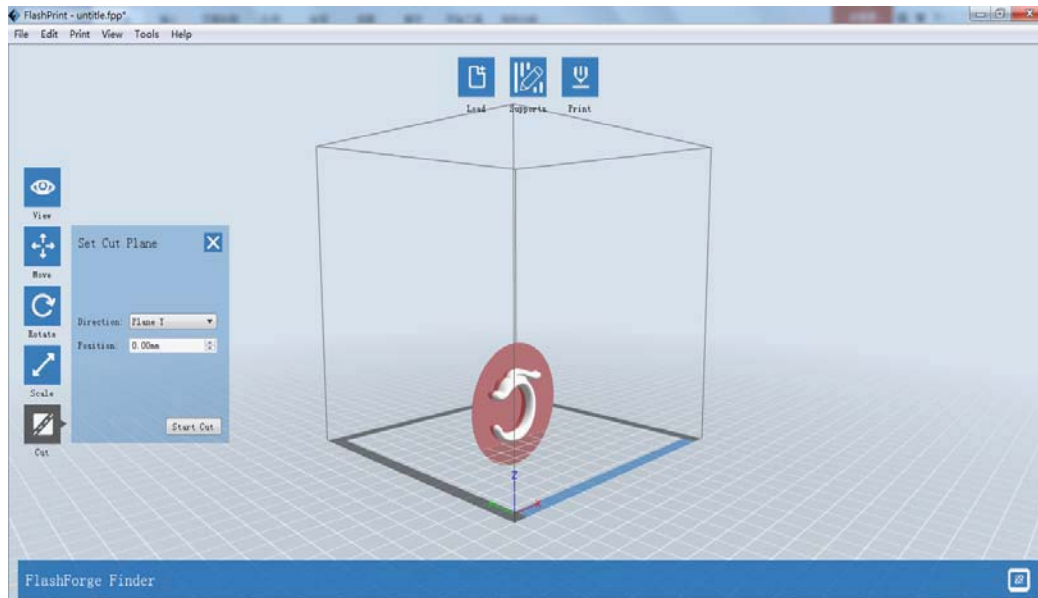 FlashPrint - untitle.fpp*
File Edit Print View Tools Help
Load Supports Print
View
Set Cut Plane
Move
Direction: Plane Y
Rotate
Position: 0.00mm
Scale
Start Cut
Cut
Z
X
FlashForge Finder